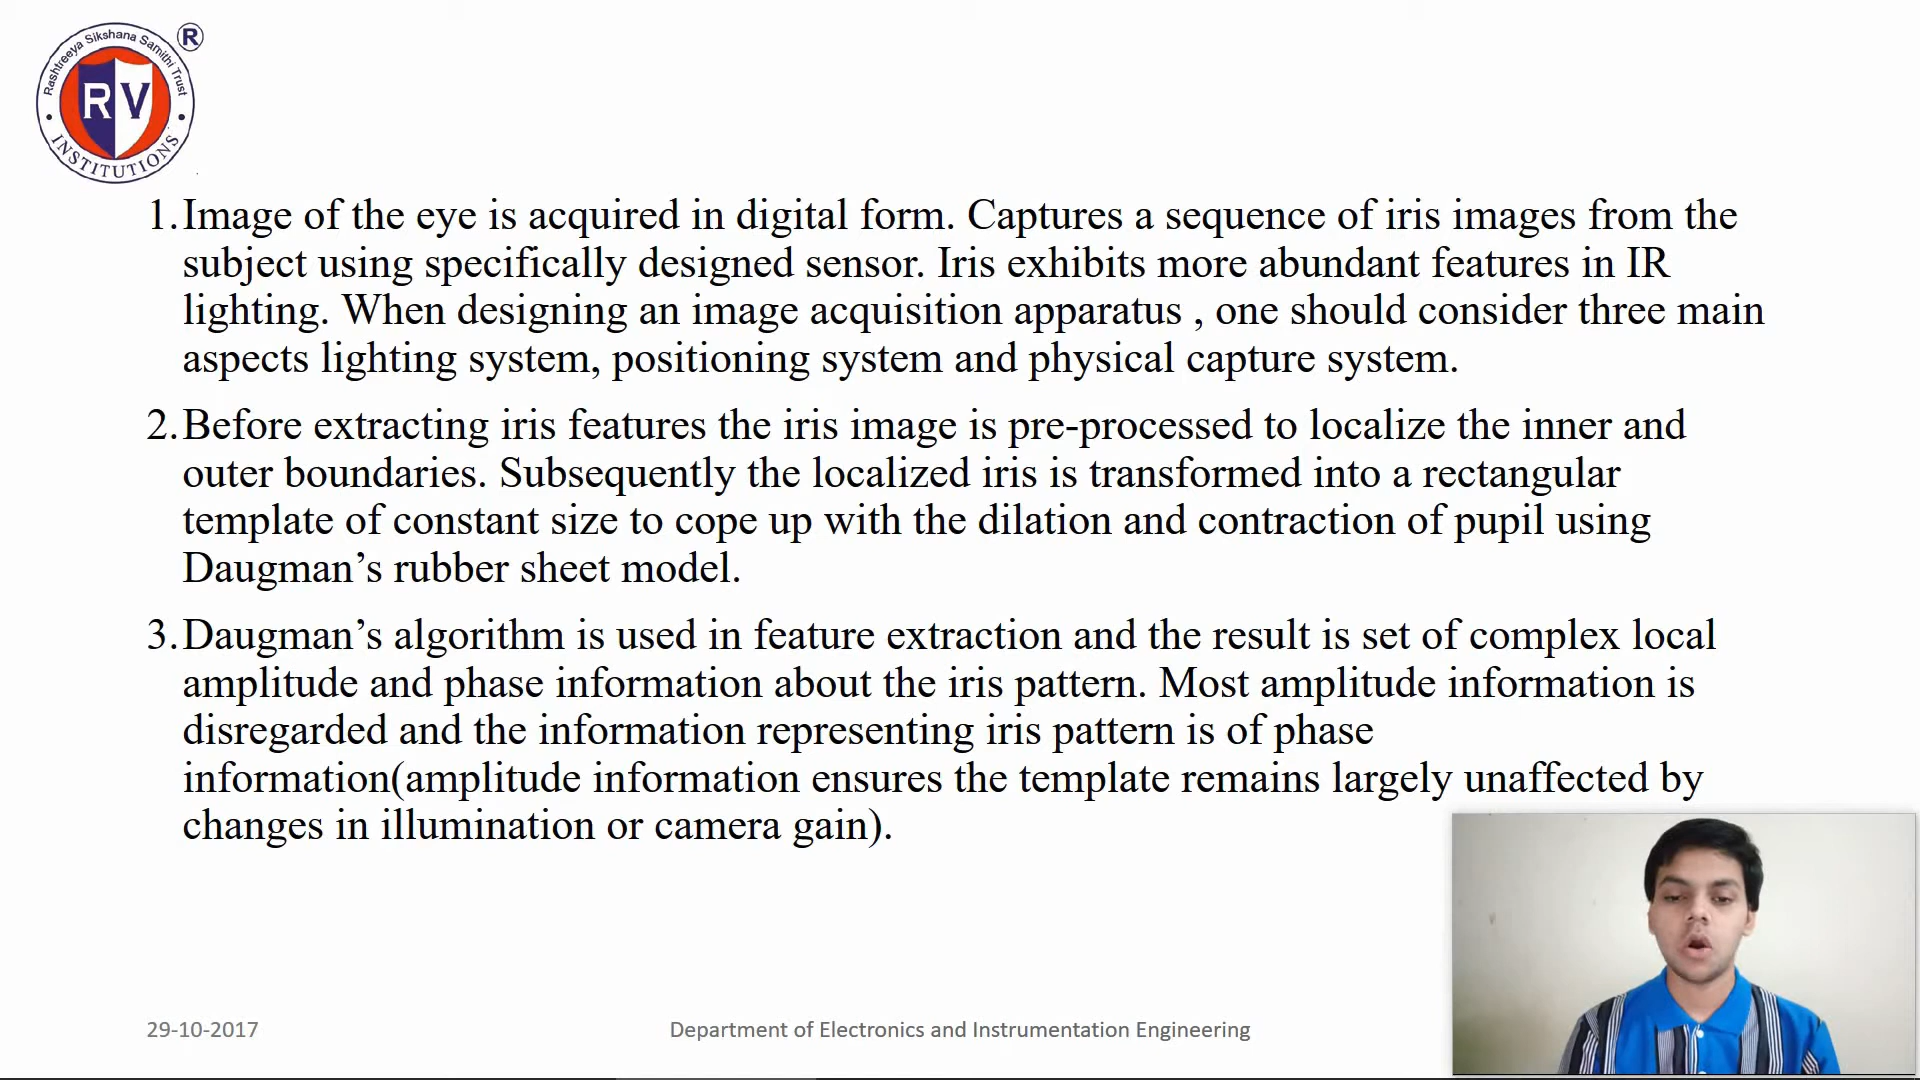 Rashtreeya Sikshana Samithi Trust
R
RV
INSTITUTIONS
1. Image of the eye is acquired in digital form. Captures a sequence of iris images from the
subject using specifically designed sensor. Iris exhibits more abundant features in IR
lighting. When designing an image acquisition apparatus , one should consider three main
aspects lighting system, positioning system and physical capture system.
2. Before extracting iris features the iris image is pre-processed to localize the inner and
outer boundaries. Subsequently the localized iris is transformed into a rectangular
template of constant size to cope up with the dilation and contraction of pupil using
Daugman’s rubber sheet model.
3. Daugman’s algorithm is used in feature extraction and the result is set of complex local
amplitude and phase information about the iris pattern. Most amplitude information is
disregarded and the information representing iris pattern is of phase
information(amplitude information ensures the template remains largely unaffected by
changes in illumination or camera gain).
29-10-2017
Department of Electronics and Instrumentation Engineering